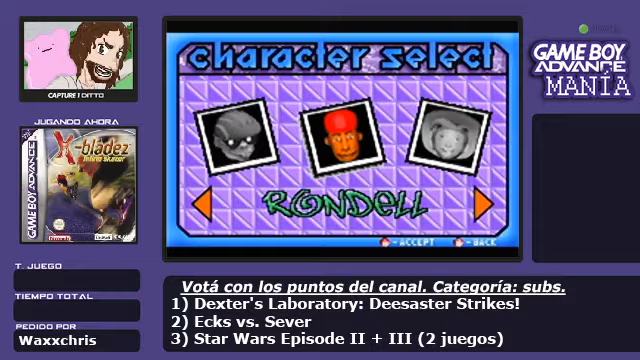 character select
RONDELL
-ACCEPT
-BACK
CAPTURE 1 DITTO
JUGANDO AHORA
GAME BOY ADVANCE
X-bladez
Inline Skater
T. JUEGO
TIEMPO TOTAL
PEDIDO POR
Waxxchris
GAME BOY
ADVANCE
MANÍA
Votá con los puntos del canal. Categoría: subs.
1) Dexter's Laboratory: Deesaster Strikes!
2) Ecks vs. Sever
3) Star Wars Episode II + III (2 juegos)